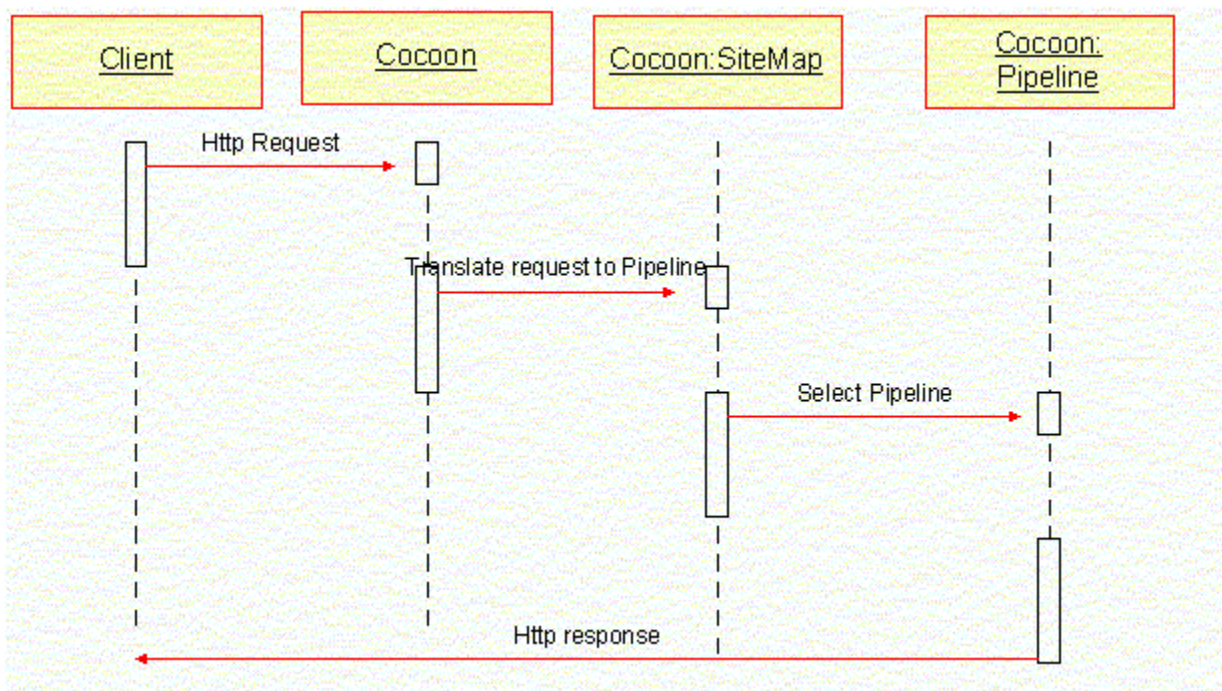 Client
Cocoon
Cocoon:SiteMap
Cocoon:
Pipeline
Http Request
Translate request to Pipeline
Select Pipeline
Http response